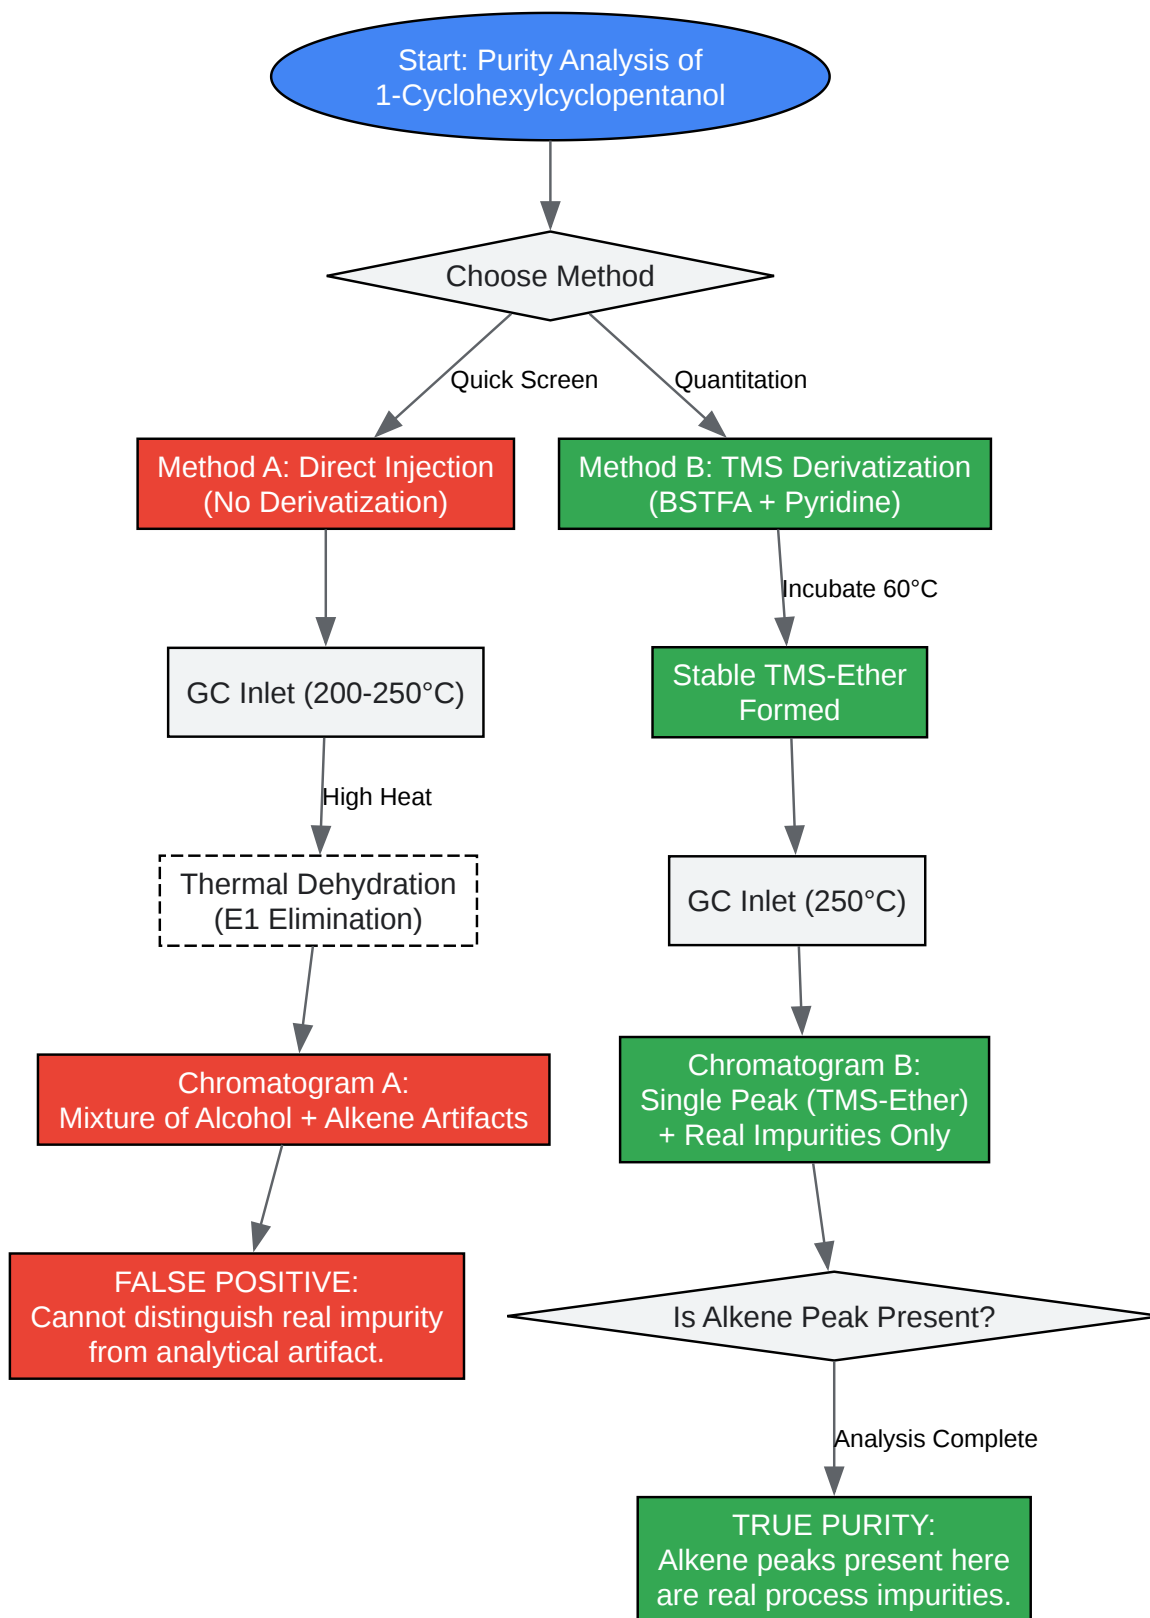 Start: Purity Analysis of
1-Cyclohexylcyclopentanol
Choose Method
Quick Screen
Quantitation
Method A: Direct Injection
(No Derivatization)
Method B: TMS Derivatization
(BSTFA + Pyridine)
Incubate 60°C
GC Inlet (200-250°C)
Stable TMS-Ether
Formed
High Heat
Thermal Dehydration
(E1 Elimination)
GC Inlet (250°C)
Chromatogram A:
Mixture of Alcohol + Alkene Artifacts
Chromatogram B:
Single Peak (TMS-Ether)
+ Real Impurities Only
FALSE POSITIVE:
Cannot distinguish real impurity
from analytical artifact.
Is Alkene Peak Present?
Analysis Complete
TRUE PURITY:
Alkene peaks present here
are real process impurities.